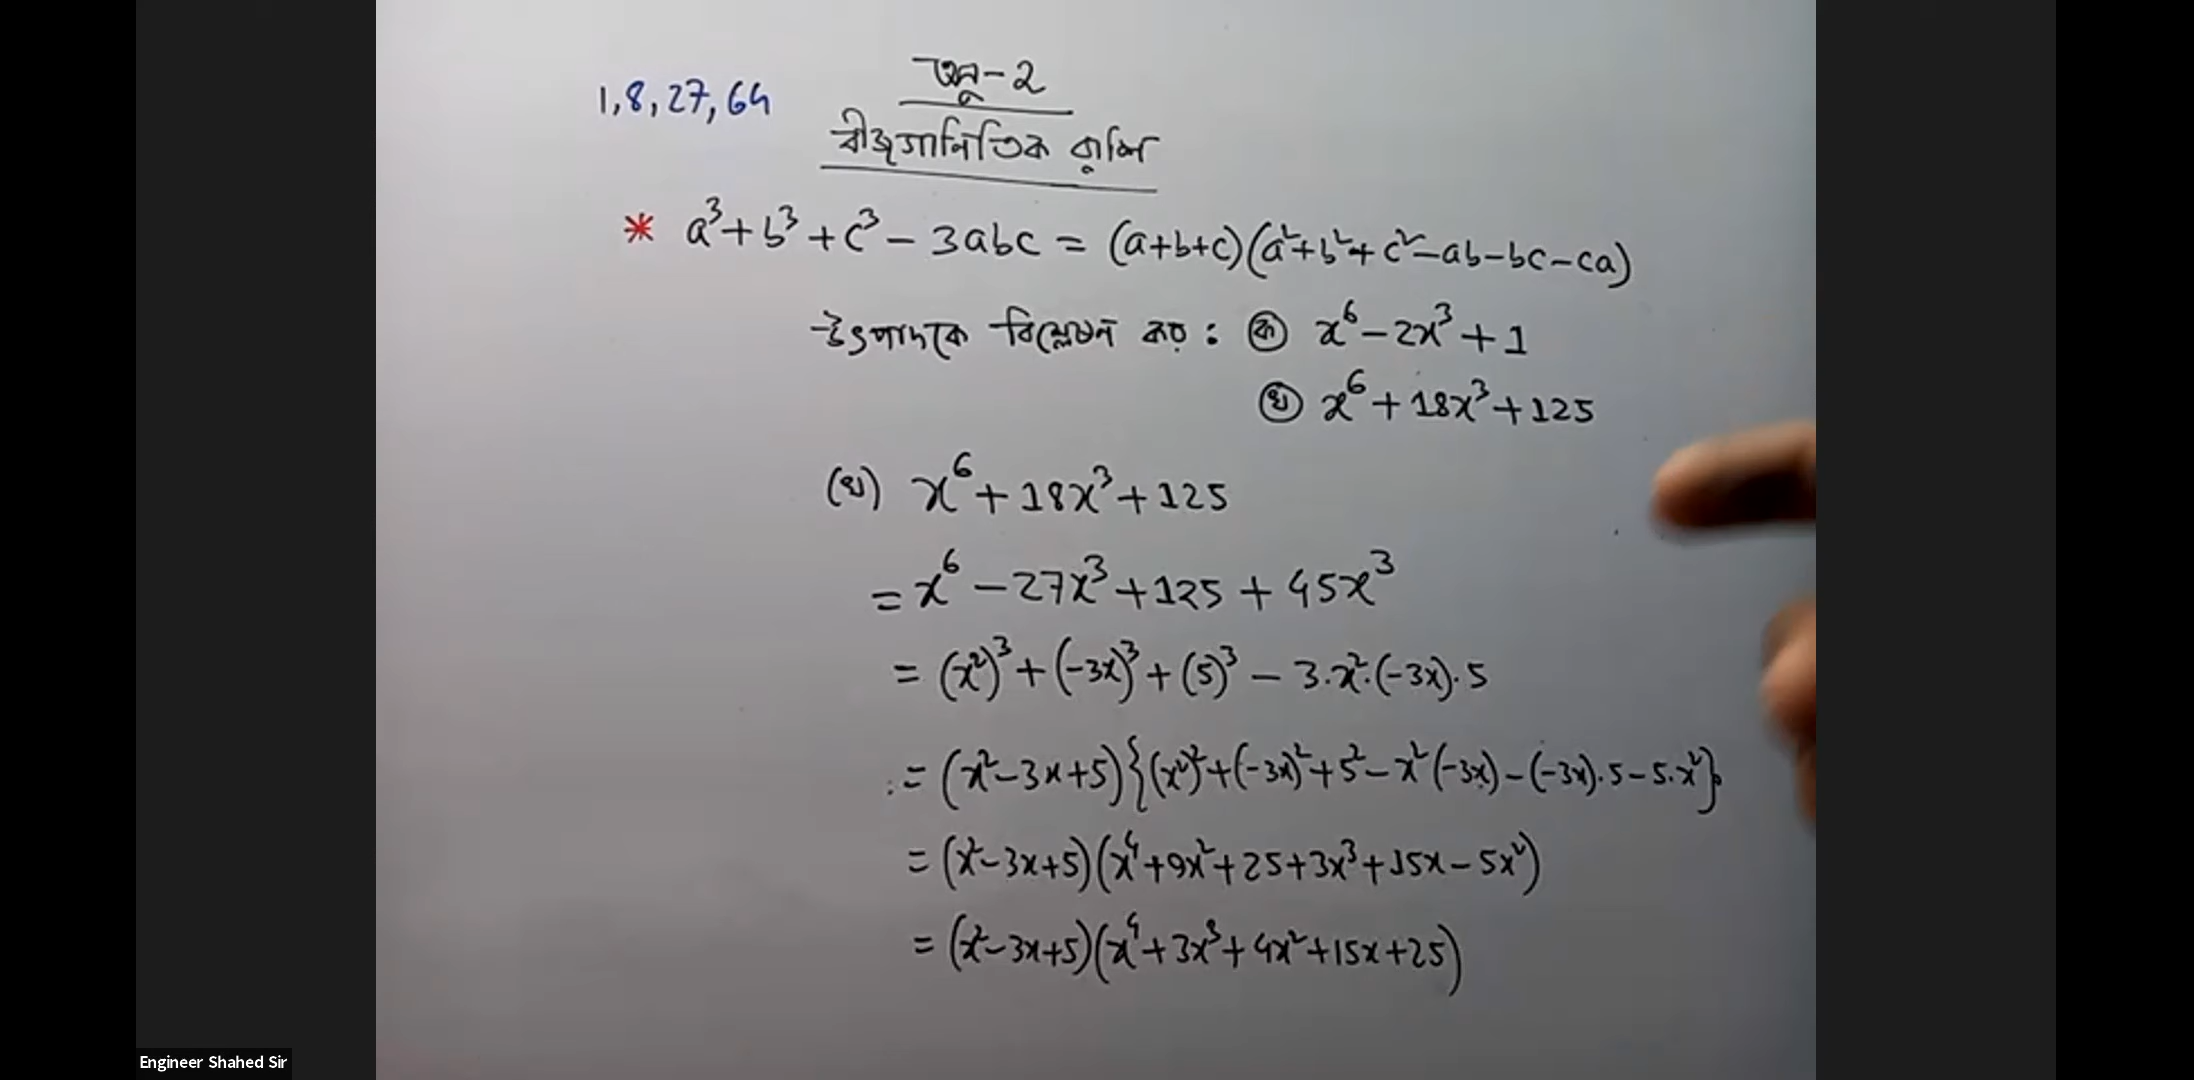 1, 8, 27, 64
অনু-2
বীজগানিতিক রাশি
* a³ + b³ + c³ − 3abc = (a+b+c)(a²+b²+c²−ab−bc−ca)
উৎপাদকে বিশ্লেষন কর : (ক) x⁶ − 2x³ + 1
(খ) x⁶ + 18x³ + 125
(খ) x⁶ + 18x³ + 125
= x⁶ − 27x³ + 125 + 45x³
= (x²)³ + (−3x)³ + (5)³ − 3.x².(−3x).5
= (x²−3x+5){(x²)²+(−3x)²+5²−x²(−3x)−(−3x).5−5.x²}
= (x²−3x+5)(x⁴+9x²+25+3x³+15x−5x²)
= (x²−3x+5)(x⁴+3x³+4x²+15x+25)
Engineer Shahed Sir